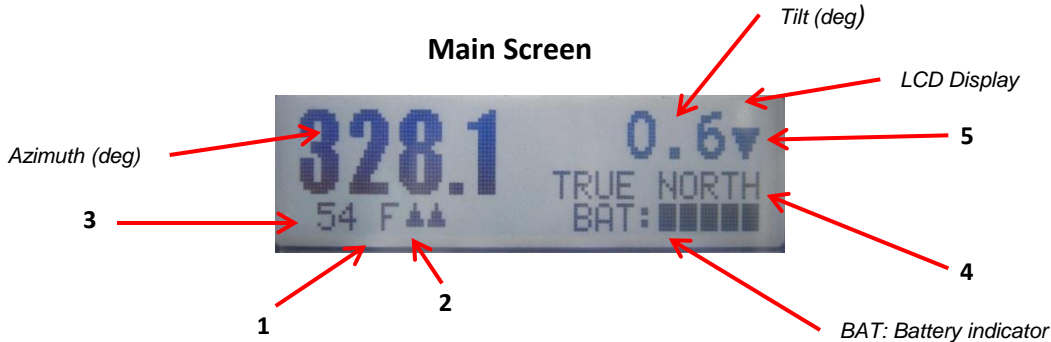 Tilt (deg)
Main Screen
LCD Display
328.1
0.6▼
5
Azimuth (deg)
TRUE NORTH
3
54 F
BAT:
4
2
1
BAT: Battery indicator